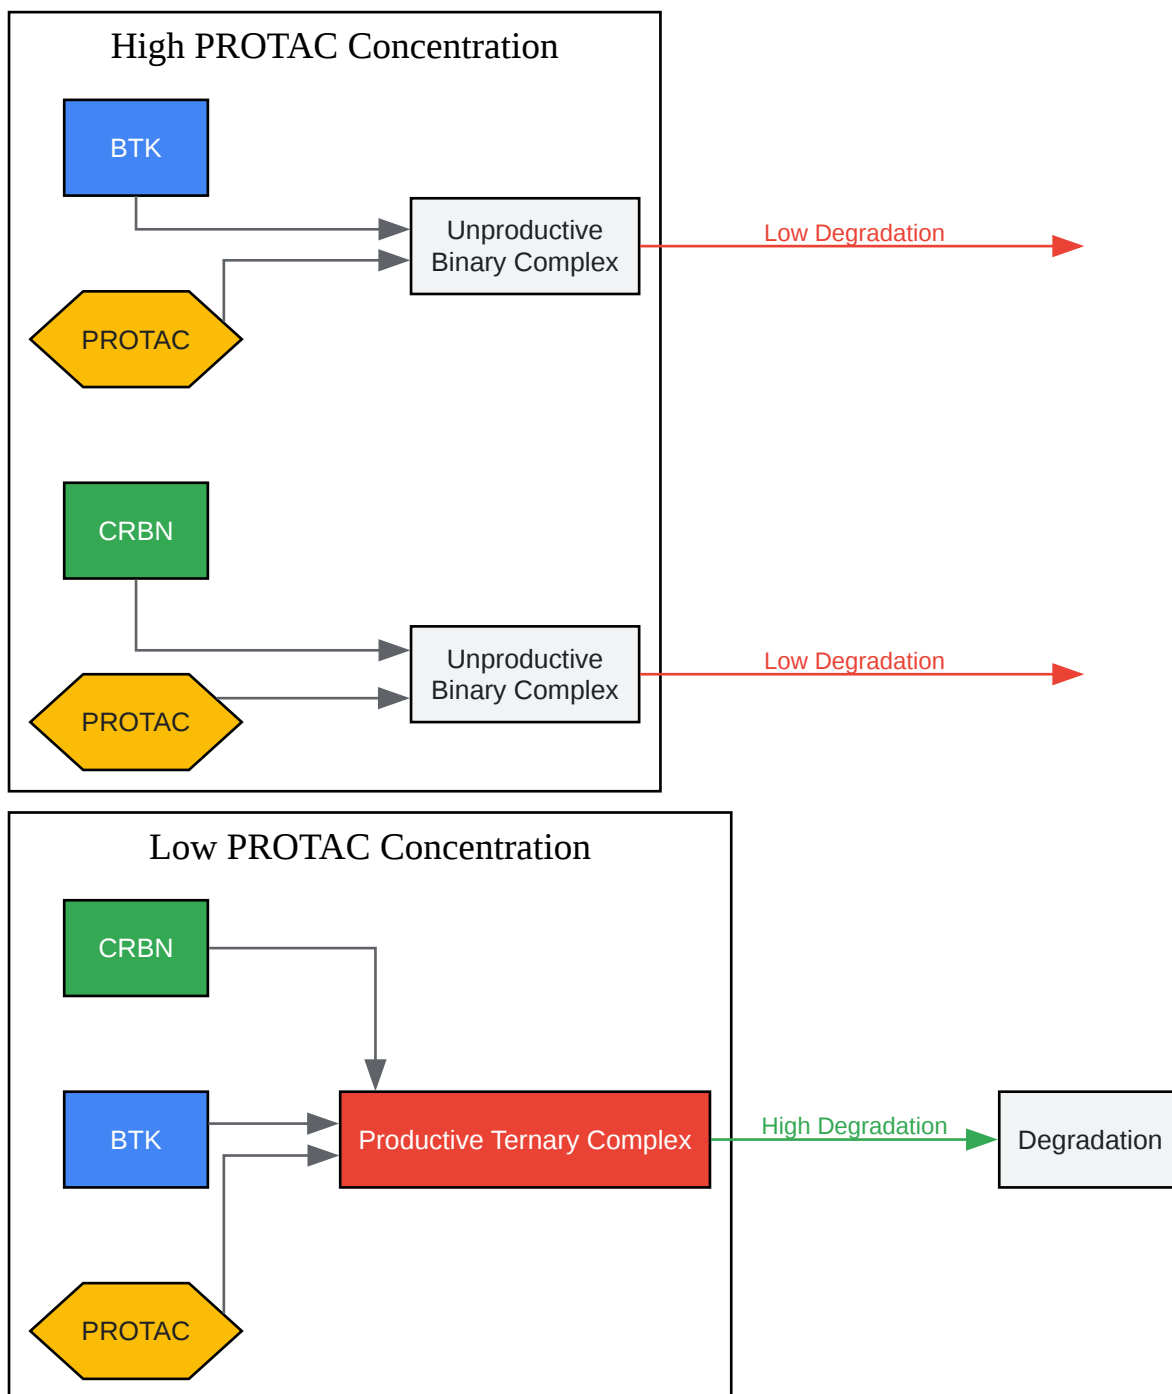 High PROTAC Concentration
BTK
Unproductive
Binary Complex
Low Degradation
PROTAC
CRBN
Unproductive
Binary Complex
Low Degradation
PROTAC
Low PROTAC Concentration
CRBN
BTK
Productive Ternary Complex
High Degradation
Degradation
PROTAC